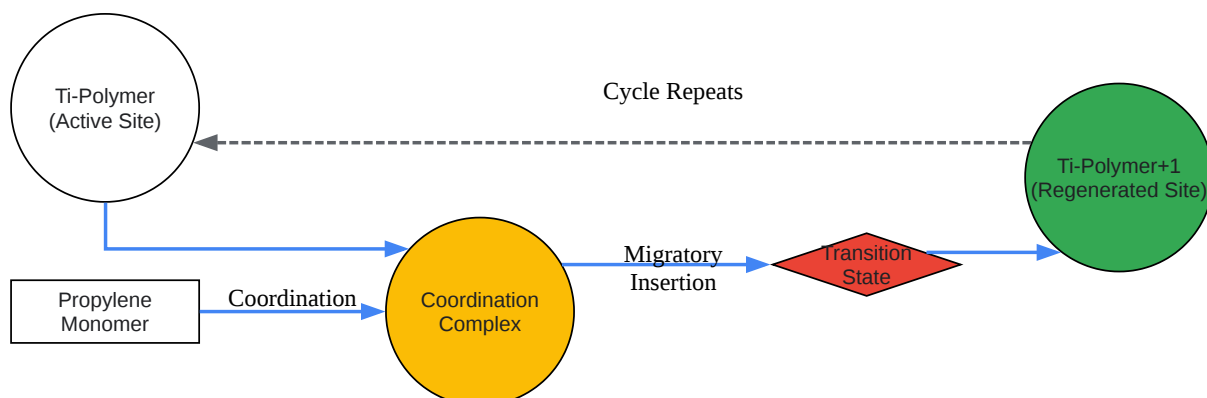 Ti-Polymer
(Active Site)
Cycle Repeats
Ti-Polymer+1
(Regenerated Site)
Propylene
Monomer
Coordination
Coordination
Complex
Migratory
Insertion
Transition
State